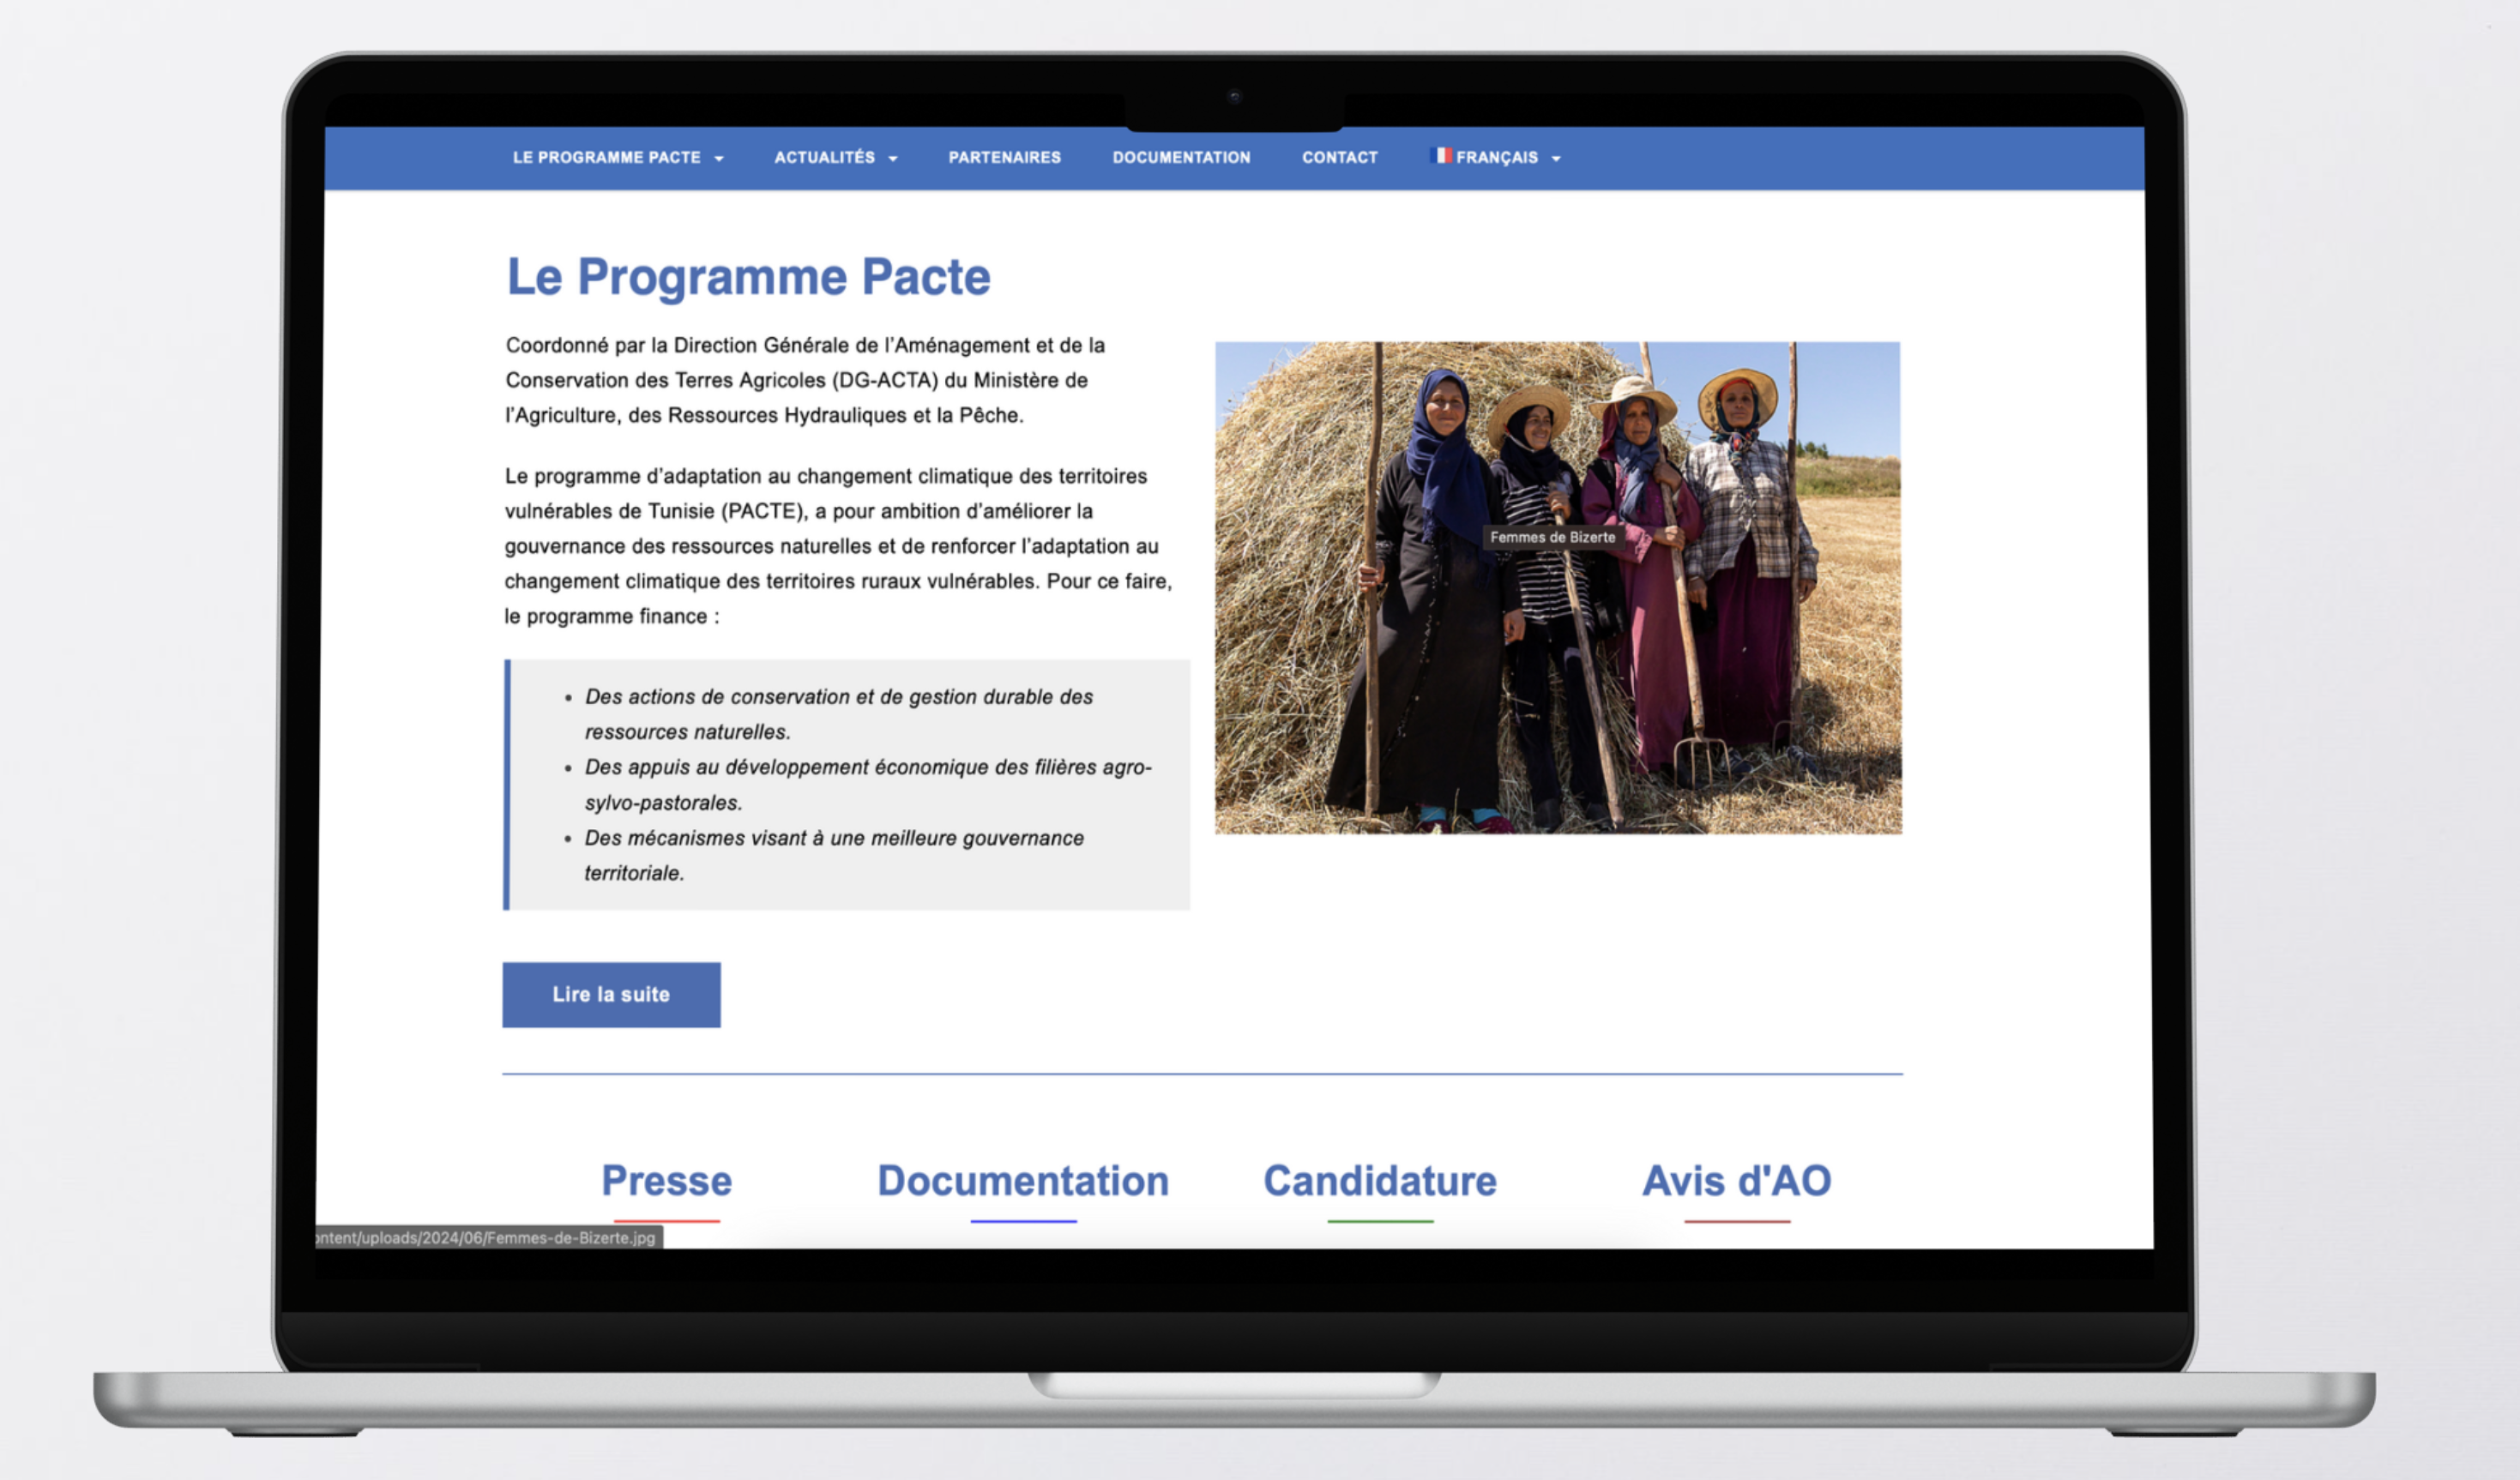 LE PROGRAMME PACTE ACTUALITÉS PARTENAIRES DOCUMENTATION CONTACT FRANÇAIS
Le Programme Pacte
Coordonné par la Direction Générale de l'Aménagement et de la
Conservation des Terres Agricoles (DG-ACTA) du Ministère de
l'Agriculture, des Ressources Hydrauliques et la Pêche.
Le programme d'adaptation au changement climatique des territoires
vulnérables de Tunisie (PACTE), a pour ambition d'améliorer la
gouvernance des ressources naturelles et de renforcer l'adaptation au
changement climatique des territoires ruraux vulnérables. Pour ce faire,
le programme finance :
• Des actions de conservation et de gestion durable des
ressources naturelles.
• Des appuis au développement économique des filières agro-
sylvo-pastorales.
• Des mécanismes visant à une meilleure gouvernance
territoriale.
Lire la suite
Femmes de Bizerte
Presse Documentation Candidature Avis d'AO
ontent/uploads/2024/06/Femmes-de-Bizerte.jpg